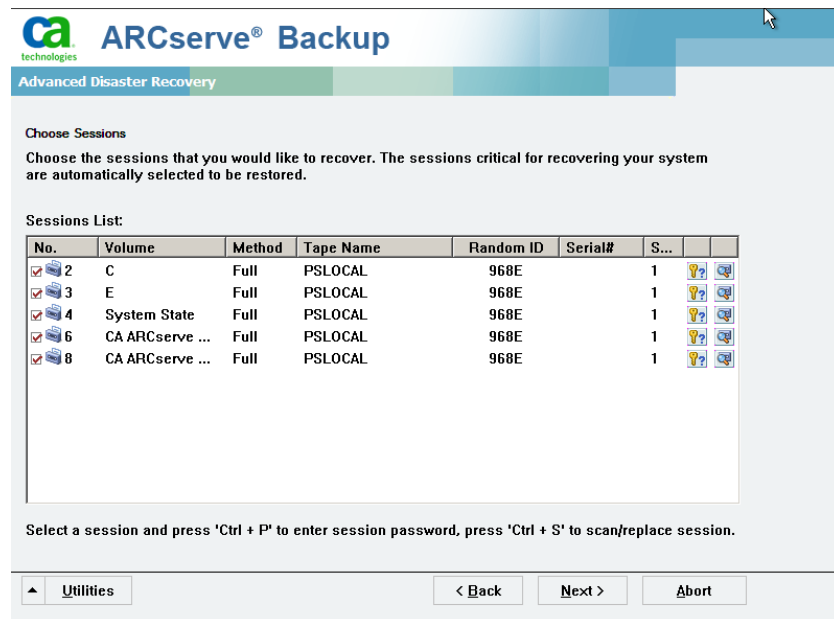 ca
technologies
ARCserve® Backup
Advanced Disaster Recovery
Choose Sessions
Choose the sessions that you would like to recover. The sessions critical for recovering your system
are automatically selected to be restored.
Sessions List:
No. Volume Method Tape Name Random ID Serial# S...
2 C Full PSLOCAL 968E 1
3 E Full PSLOCAL 968E 1
4 System State Full PSLOCAL 968E 1
6 CA ARCserve ... Full PSLOCAL 968E 1
8 CA ARCserve ... Full PSLOCAL 968E 1
Select a session and press 'Ctrl + P' to enter session password, press 'Ctrl + S' to scan/replace session.
Utilities < Back Next > Abort